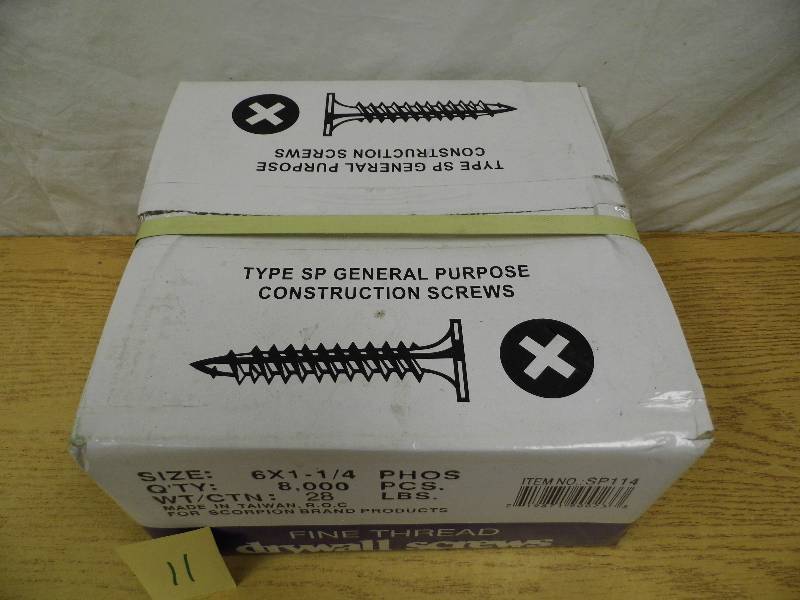 TYPE SP GENERAL PURPOSE
CONSTRUCTION SCREWS
TYPE SP GENERAL PURPOSE
CONSTRUCTION SCREWS
SIZE: 6X1-1/4 PHOS
Q'TY: 8,000 PCS.
WT/CTN: 28 LBS.
MADE IN TAIWAN, R.O.C
FOR SCORPION BRAND PRODUCTS
ITEM NO.:SP114
FINE THREAD
drywall screws
11